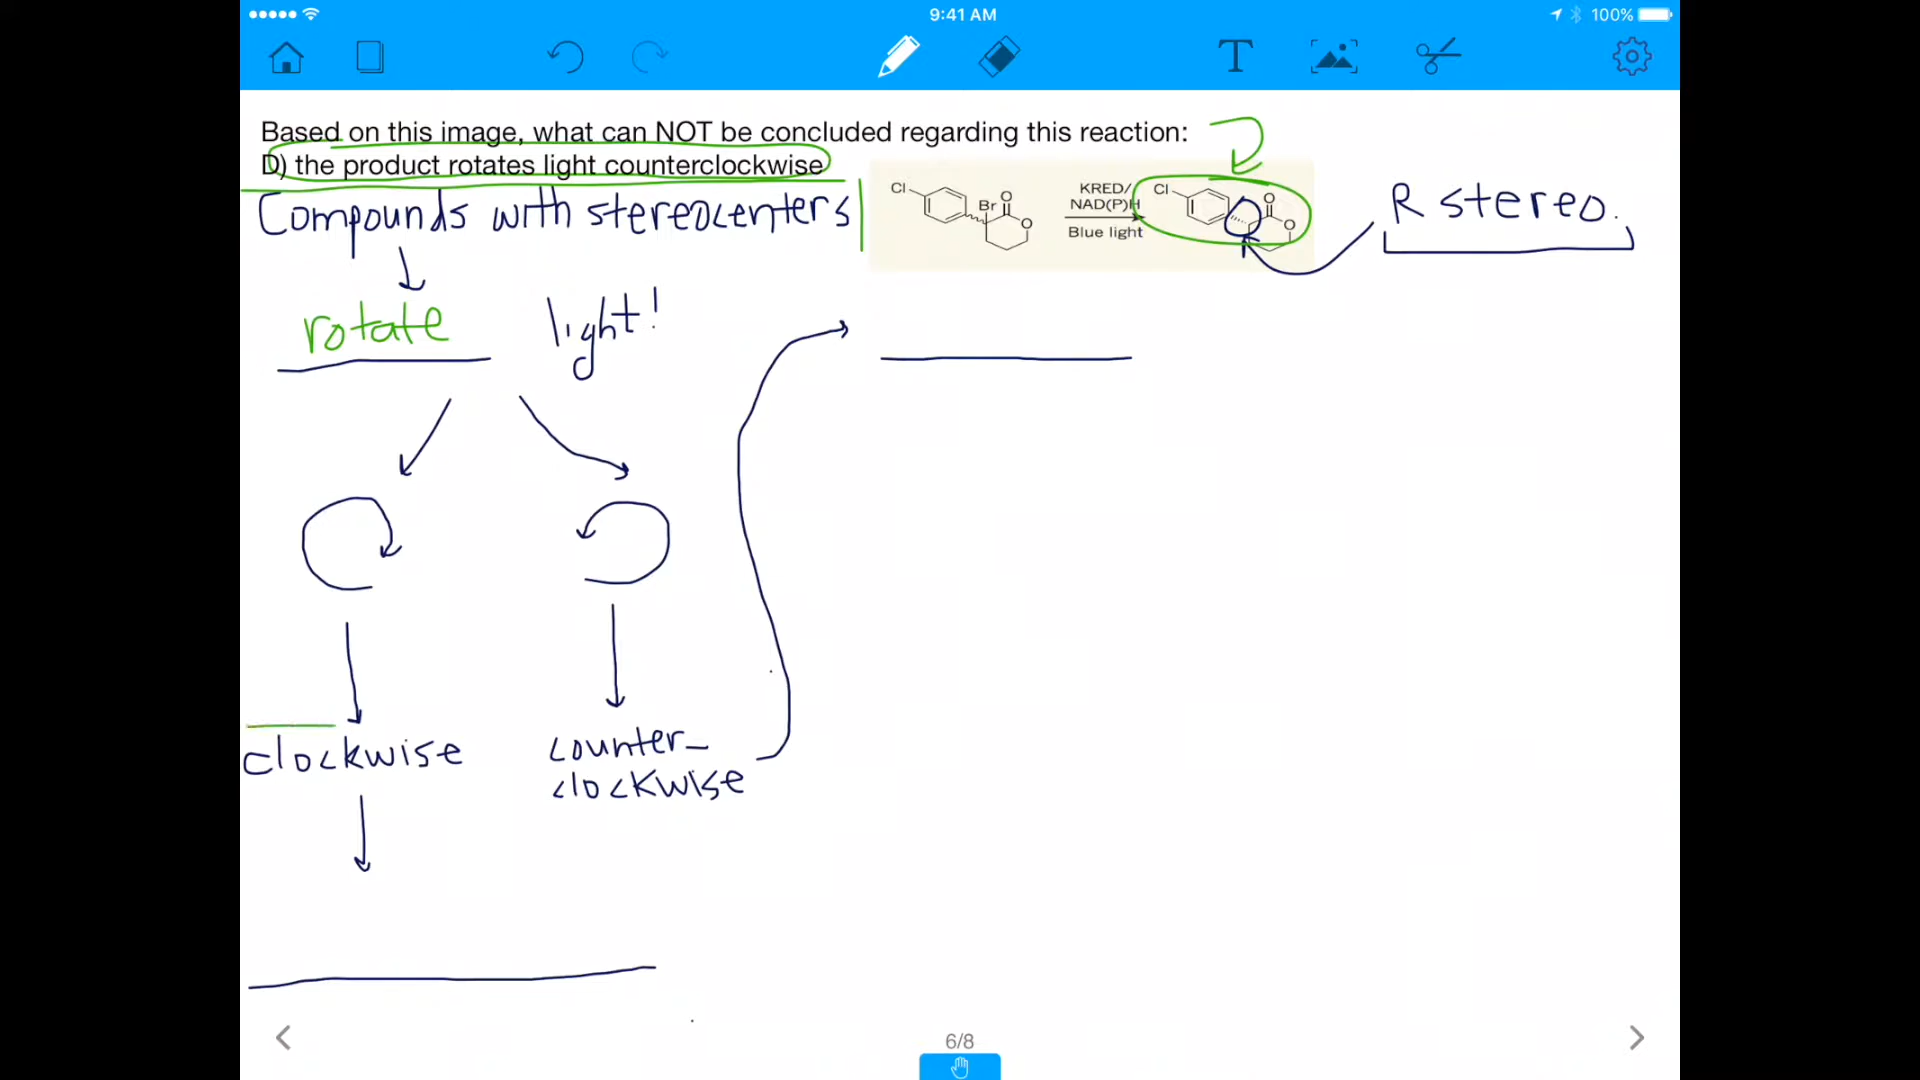 9:41 AM
100%
T
Based on this image, what can NOT be concluded regarding this reaction:
D) the product rotates light counterclockwise
Compounds with stereocenters
Cl
Br
O
O
KRED/
NAD(P)H
Blue light
Cl
O
O
R stereo.
rotate light!
clockwise
counter-
clockwise
6/8